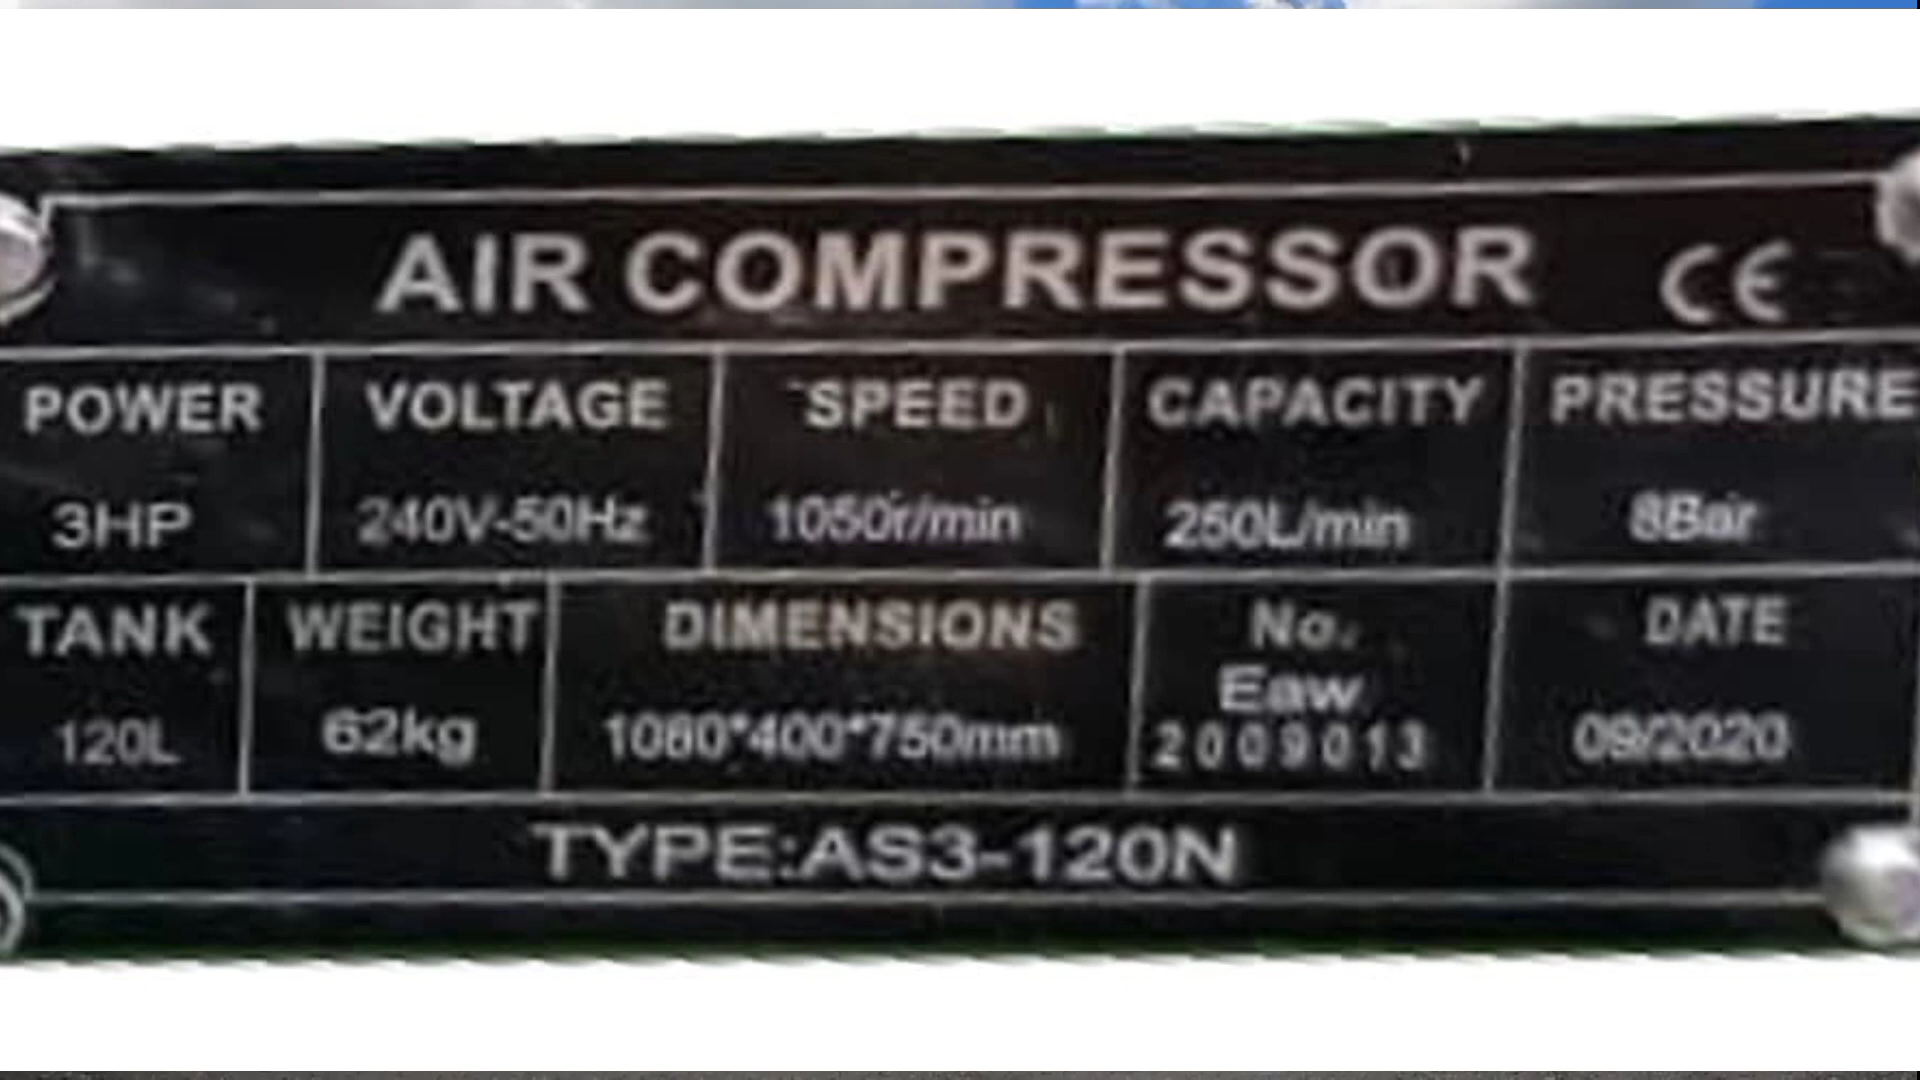 AIR COMPRESSOR CE
POWER VOLTAGE SPEED CAPACITY PRESSURE
3HP 240V-50Hz 1050r/min 250L/min 8Bar
TANK WEIGHT DIMENSIONS No. DATE
Eaw
120L 62kg 1080*400*750mm 2009013 09/2020
TYPE:AS3-120N